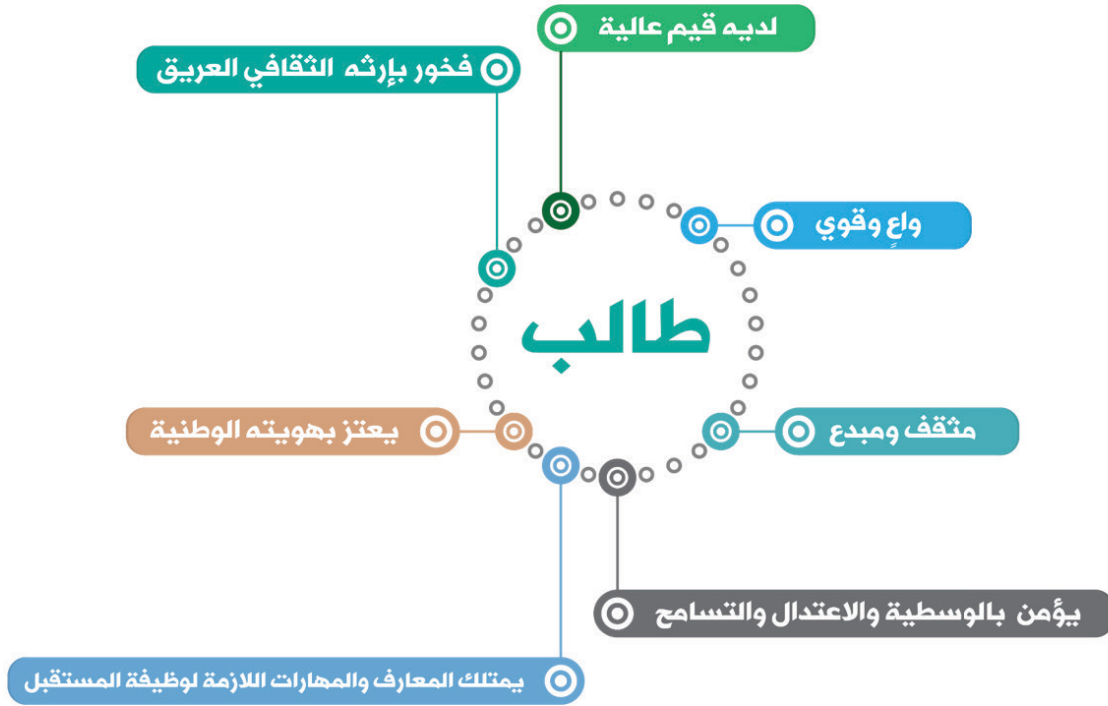 لديه قيم عالية
فخور بإرثه الثقافي العريق
واعٍ وقوي
طالب
مثقف ومبدع
يعتز بهويته الوطنية
يؤمن بالوسطية والاعتدال والتسامح
يمتلك المعارف والمهارات اللازمة لوظيفة المستقبل